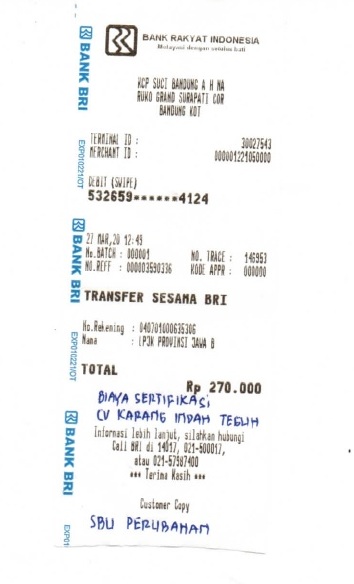 BANK RAKYAT INDONESIA
Melayani dengan setulus hati
KCP SUCI BANDUNG A H NA
RUKO GRAND SURAPATI COR
BANDUNG KOT
TERMINAL ID : 30027543
MERCHANT ID : 000001221050000
DEBIT (SWIPE)
532659******4124
27 MAR,20 12:49
No.BATCH : 000001 NO. TRACE : 146953
NO.REFF : 000003590336 KODE APPR : 000000
TRANSFER SESAMA BRI
No.Rekening : 040701000635306
Nama : LPJK PROVINSI JAWA B
TOTAL
Rp 270.000
BIAYA SERTIFIKASI
CV KARANG INDAH TEGUH
Informasi lebih lanjut, silahkan hubungi
Call BRI di 14017, 021-500017,
atau 021-57987400
*** Terima Kasih ***
Customer Copy
SBU PERUBAHAN
BANK BRI
EXP010221/OT
BANK BRI
EXP010221/OT
BANK BRI
EXP01